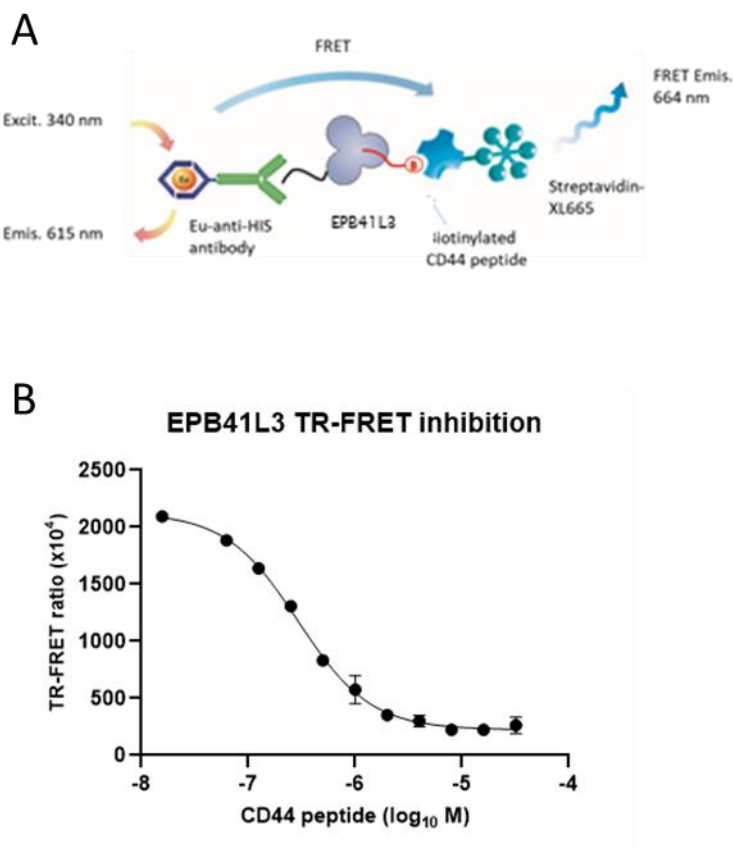 A
FRET
FRET Emis.
664 nm
Excit. 340 nm
Eu
Emis. 615 nm
Eu-anti-HIS
antibody
EPB41L3
iotinylated
CD44 peptide
Streptavidin-
XL665
B
EPB41L3 TR-FRET inhibition
TR-FRET ratio (x10⁴)
2500
2000
1500
1000
500
0
-8 -7 -6 -5 -4
CD44 peptide (log₁₀ M)